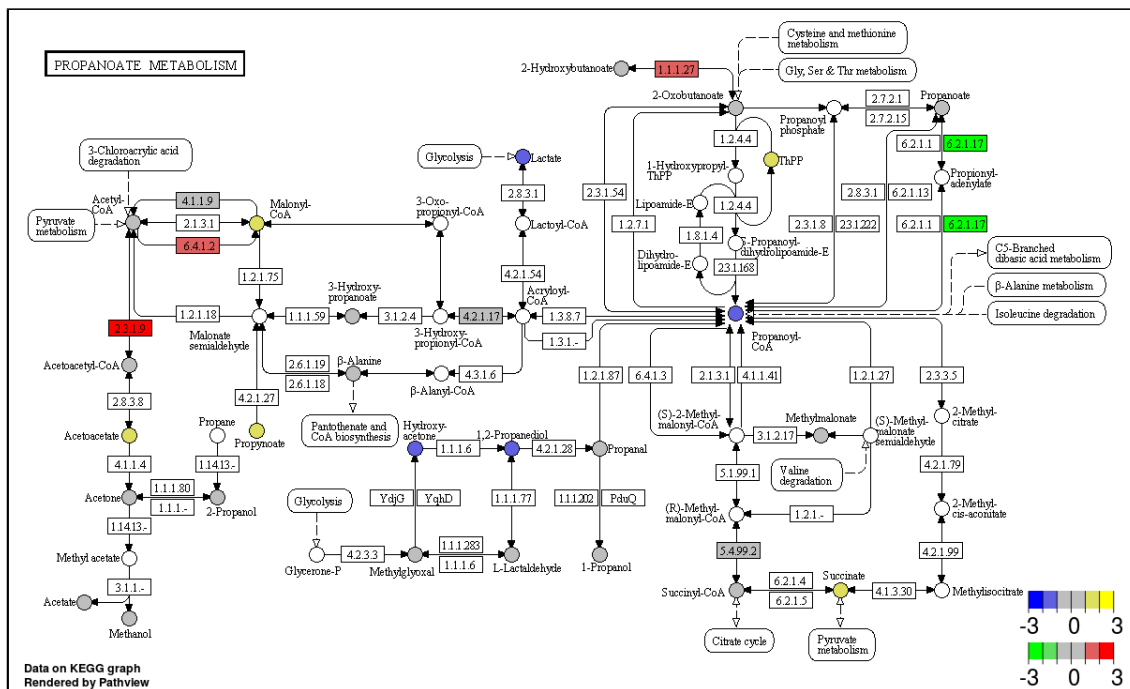 PROPANOATE METABOLISM
Cysteine and methionine
metabolism
2-Hydroxybutanoate
1.1.1.27
Gly, Ser & Thr metabolism
2-Oxobutanoate
Propanoyl
phosphate
2.7.2.1
2.7.2.15
Propanoate
3-Chloroacrylic acid
degradation
Glycolysis
Lactate
1.2.4.4
ThPP
6.2.1.1
6.2.1.17
1-Hydroxypropyl-
ThPP
Propionyl-
adenylate
Acetyl-
CoA
4.1.1.9
Malonyl-
CoA
2.8.3.1
2.3.1.54
Lipoamide-E
2.8.3.1
6.2.1.13
Pyruvate
metabolism
2.1.3.1
3-Oxo-
propionyl-CoA
Lactoyl-CoA
1.2.7.1
1.2.4.4
2.3.1.8
2.3.1.222
6.2.1.1
6.2.1.17
6.4.1.2
1.8.1.4
S-Propanoyl-
dihydrolipoamide-E
C5-Branched
dibasic acid metabolism
1.2.1.75
4.2.1.54
Dihydro-
lipoamide-E
2.3.1.168
β-Alanine metabolism
3-Hydroxy-
propanoate
Acryloyl-
CoA
1.2.1.18
1.1.1.59
3.1.2.4
4.2.1.17
1.3.8.7
Isoleucine degradation
2.3.1.9
Malonate
semialdehyde
3-Hydroxy-
propionyl-CoA
1.3.1.-
Propanoyl-
CoA
Acetoacetyl-CoA
2.6.1.19
2.6.1.18
β-Alanine
4.3.1.6
1.2.1.87
6.4.1.3
2.1.3.1
4.1.1.41
1.2.1.27
2.3.3.5
β-Alanyl-CoA
2.8.3.8
4.2.1.27
Pantothenate and
CoA biosynthesis
(S)-2-Methyl-
malonyl-CoA
Methylmalonate
(S)-Methyl-
malonate
semialdehyde
2-Methyl-
citrate
Acetoacetate
Propane
Propynoate
Hydroxy-
acetone
1,2-Propanediol
1.1.1.6
4.2.1.28
Propanal
3.1.2.17
4.1.1.4
1.14.13.-
5.1.99.1
Valine
degradation
4.2.1.79
Acetone
1.1.1.80
1.1.1.-
2-Propanol
Glycolysis
YdjG
YqhD
1.1.1.77
1.1.1.202
PduQ
(R)-Methyl-
malonyl-CoA
1.2.1.-
2-Methyl-
cis-aconitate
1.14.13.-
1.1.1.283
5.4.99.2
4.2.1.99
Methyl acetate
4.2.3.3
1.1.1.6
Glycerone-P
Methylglyoxal
L-Lactaldehyde
1-Propanol
3.1.1.-
Succinyl-CoA
6.2.1.4
6.2.1.5
Succinate
4.1.3.30
Methylisocitrate
Acetate
Methanol
Citrate cycle
Pyruvate
metabolism
-3 0 3
-3 0 3
Data on KEGG graph
Rendered by Pathview